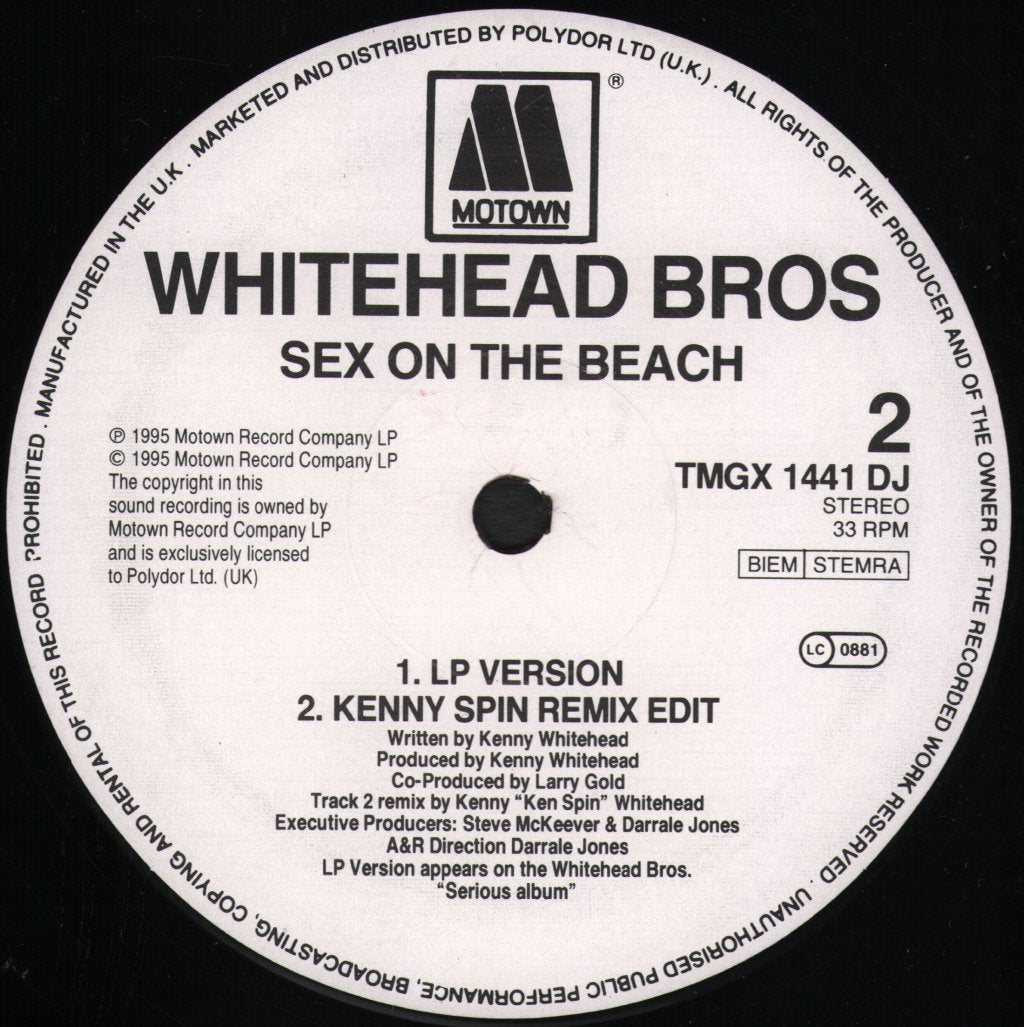 MANUFACTURED IN THE U.K. MARKETED AND DISTRIBUTED BY POLYDOR LTD (U.K.). ALL RIGHTS OF THE PRODUCER AND OF THE OWNER OF THE RECORDED WORK RESERVED. UNAUTHORISED PUBLIC PERFORMANCE, BROADCASTING, COPYING AND RENTAL OF THIS RECORD PROHIBITED.
®
MOTOWN
WHITEHEAD BROS
SEX ON THE BEACH
℗ 1995 Motown Record Company LP
© 1995 Motown Record Company LP
The copyright in this
sound recording is owned by
Motown Record Company LP
and is exclusively licensed
to Polydor Ltd. (UK)
2
TMGX 1441 DJ
STEREO
33 RPM
BIEM STEMRA
LC 0881
1. LP VERSION
2. KENNY SPIN REMIX EDIT
Written by Kenny Whitehead
Produced by Kenny Whitehead
Co-Produced by Larry Gold
Track 2 remix by Kenny “Ken Spin” Whitehead
Executive Producers: Steve McKeever & Darrale Jones
A&R Direction Darrale Jones
LP Version appears on the Whitehead Bros.
“Serious album”